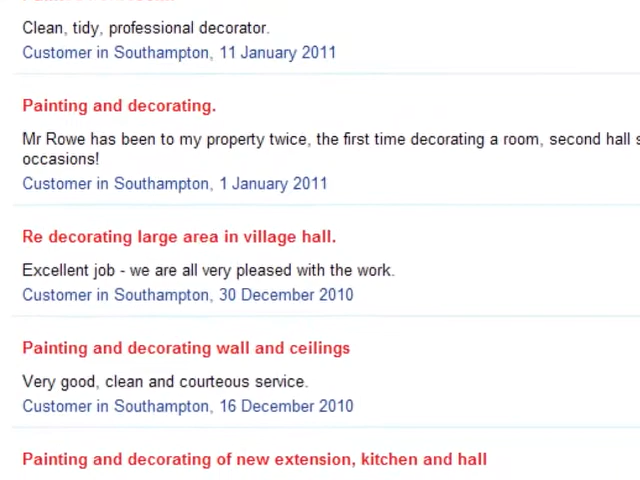 Clean, tidy, professional decorator.
Customer in Southampton, 11 January 2011
Painting and decorating.
Mr Rowe has been to my property twice, the first time decorating a room, second hall
occasions!
Customer in Southampton, 1 January 2011
Re decorating large area in village hall.
Excellent job - we are all very pleased with the work.
Customer in Southampton, 30 December 2010
Painting and decorating wall and ceilings
Very good, clean and courteous service.
Customer in Southampton, 16 December 2010
Painting and decorating of new extension, kitchen and hall